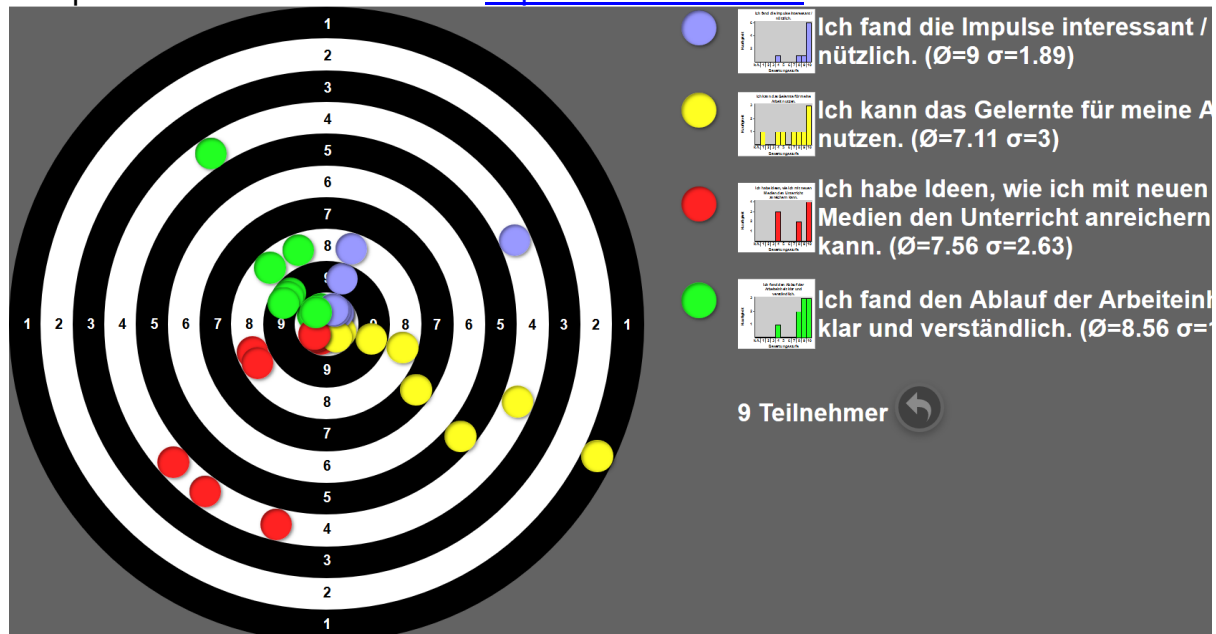 Ich fand die Impulse interessant /
nützlich. (Ø=9 σ=1.89)
Ich kann das Gelernte für meine A
nutzen. (Ø=7.11 σ=3)
Ich habe Ideen, wie ich mit neuen
Medien den Unterricht anreichern
kann. (Ø=7.56 σ=2.63)
Ich fand den Ablauf der Arbeiteinh
klar und verständlich. (Ø=8.56 σ=1
9 Teilnehmer
1
2
3
4
5
6
7
8
9
1 2 3 4 5 6 7 8 9
8 7 6 5 4 3 2 1
9
8
7
6
5
4
3
2
1